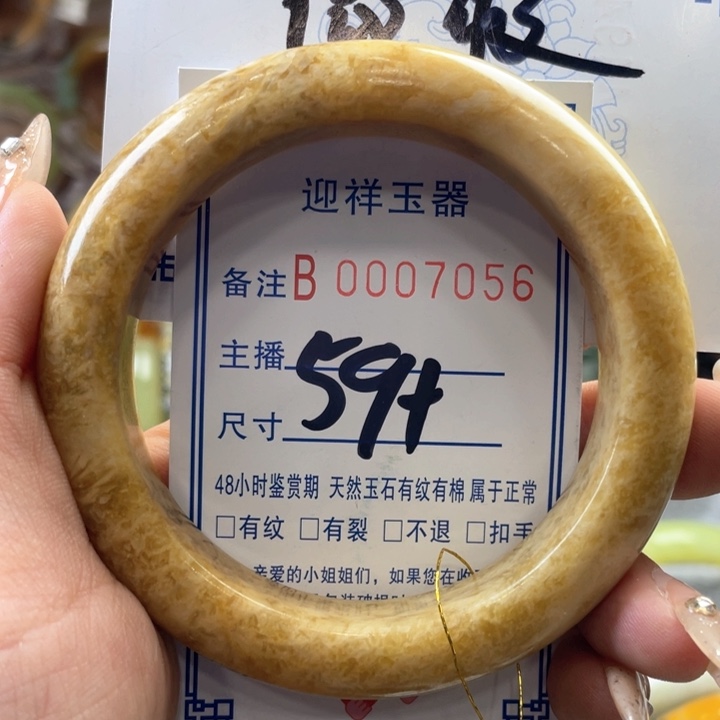 迎祥玉器
备注B 0007056
主播
59+
尺寸
48小时鉴赏期 天然玉石有纹有棉 属于正常
□有纹 □有裂 □不退 □扣手
亲爱的小姐姐们,如果您在收